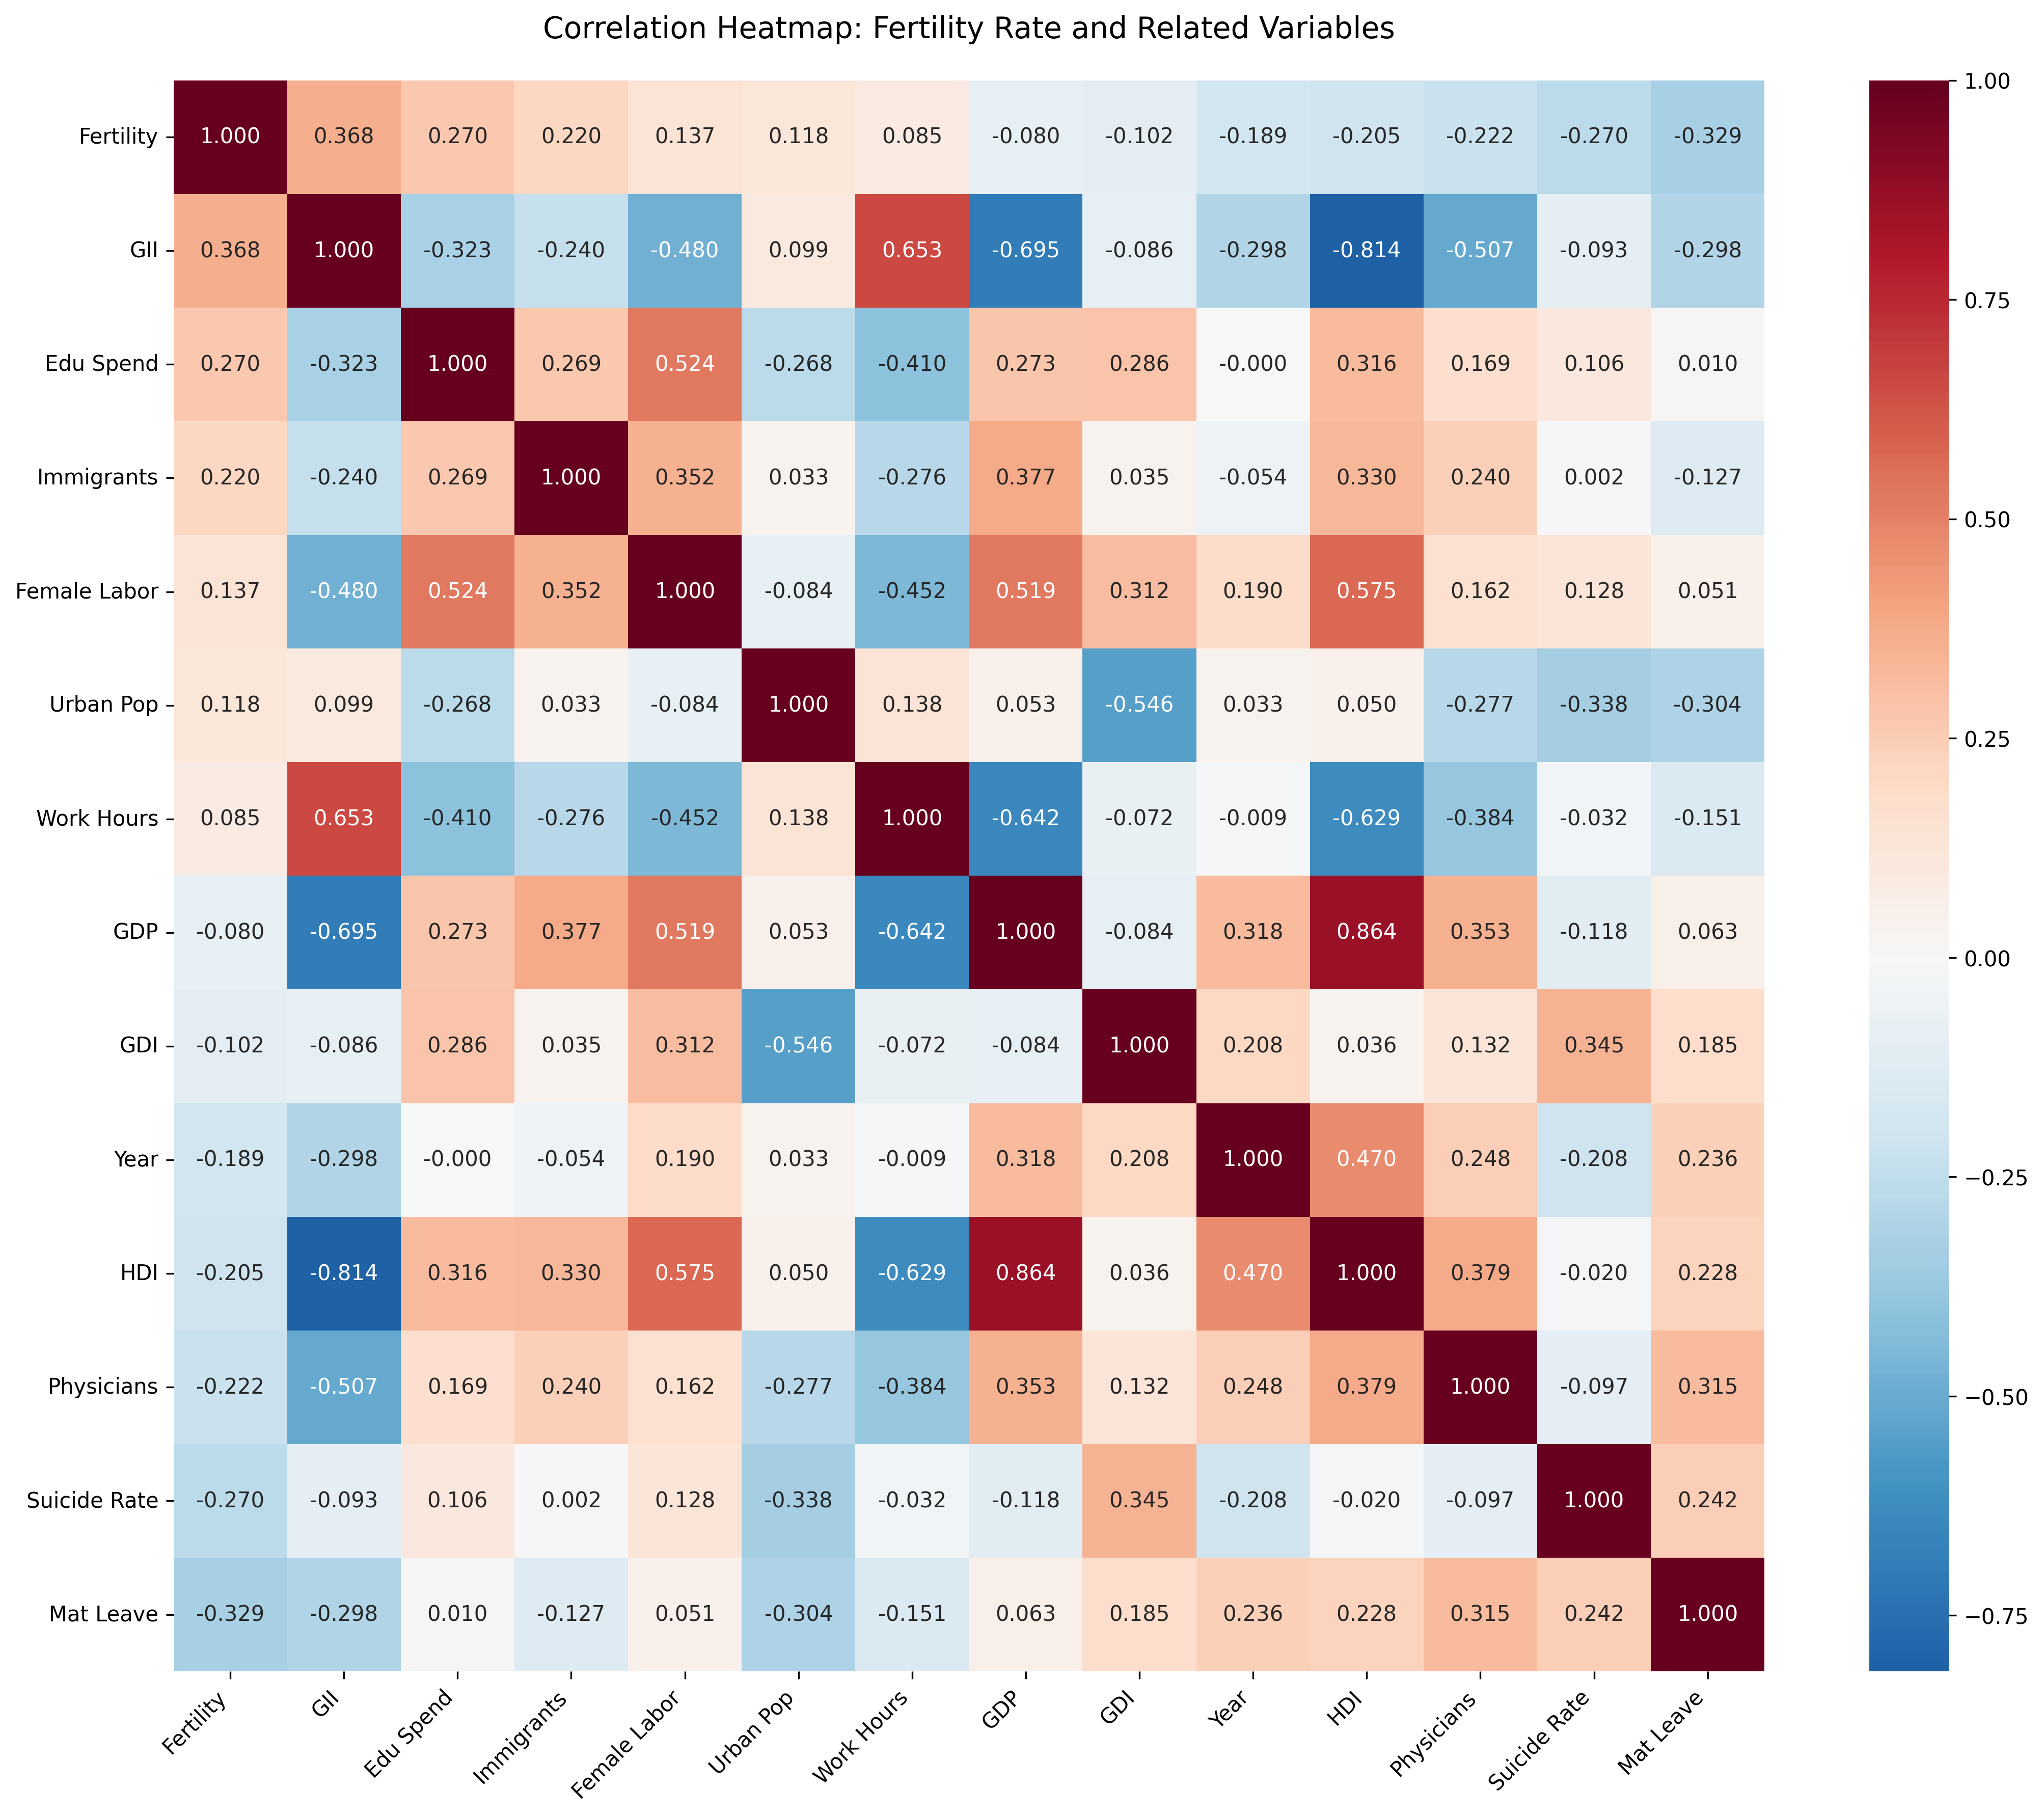 Correlation Heatmap: Fertility Rate and Related Variables
Fertility 1.000 0.368 0.270 0.220 0.137 0.118 0.085 -0.080 -0.102 -0.189 -0.205 -0.222 -0.270 -0.329
GII 0.368 1.000 -0.323 -0.240 -0.480 0.099 0.653 -0.695 -0.086 -0.298 -0.814 -0.507 -0.093 -0.298
Edu Spend 0.270 -0.323 1.000 0.269 0.524 -0.268 -0.410 0.273 0.286 -0.000 0.316 0.169 0.106 0.010
Immigrants 0.220 -0.240 0.269 1.000 0.352 0.033 -0.276 0.377 0.035 -0.054 0.330 0.240 0.002 -0.127
Female Labor 0.137 -0.480 0.524 0.352 1.000 -0.084 -0.452 0.519 0.312 0.190 0.575 0.162 0.128 0.051
Urban Pop 0.118 0.099 -0.268 0.033 -0.084 1.000 0.138 0.053 -0.546 0.033 0.050 -0.277 -0.338 -0.304
Work Hours 0.085 0.653 -0.410 -0.276 -0.452 0.138 1.000 -0.642 -0.072 -0.009 -0.629 -0.384 -0.032 -0.151
GDP -0.080 -0.695 0.273 0.377 0.519 0.053 -0.642 1.000 -0.084 0.318 0.864 0.353 -0.118 0.063
GDI -0.102 -0.086 0.286 0.035 0.312 -0.546 -0.072 -0.084 1.000 0.208 0.036 0.132 0.345 0.185
Year -0.189 -0.298 -0.000 -0.054 0.190 0.033 -0.009 0.318 0.208 1.000 0.470 0.248 -0.208 0.236
HDI -0.205 -0.814 0.316 0.330 0.575 0.050 -0.629 0.864 0.036 0.470 1.000 0.379 -0.020 0.228
Physicians -0.222 -0.507 0.169 0.240 0.162 -0.277 -0.384 0.353 0.132 0.248 0.379 1.000 -0.097 0.315
Suicide Rate -0.270 -0.093 0.106 0.002 0.128 -0.338 -0.032 -0.118 0.345 -0.208 -0.020 -0.097 1.000 0.242
Mat Leave -0.329 -0.298 0.010 -0.127 0.051 -0.304 -0.151 0.063 0.185 0.236 0.228 0.315 0.242 1.000
Fertility GII Edu Spend Immigrants Female Labor Urban Pop Work Hours GDP GDI Year HDI Physicians Suicide Rate Mat Leave
1.00
0.75
0.50
0.25
0.00
−0.25
−0.50
−0.75